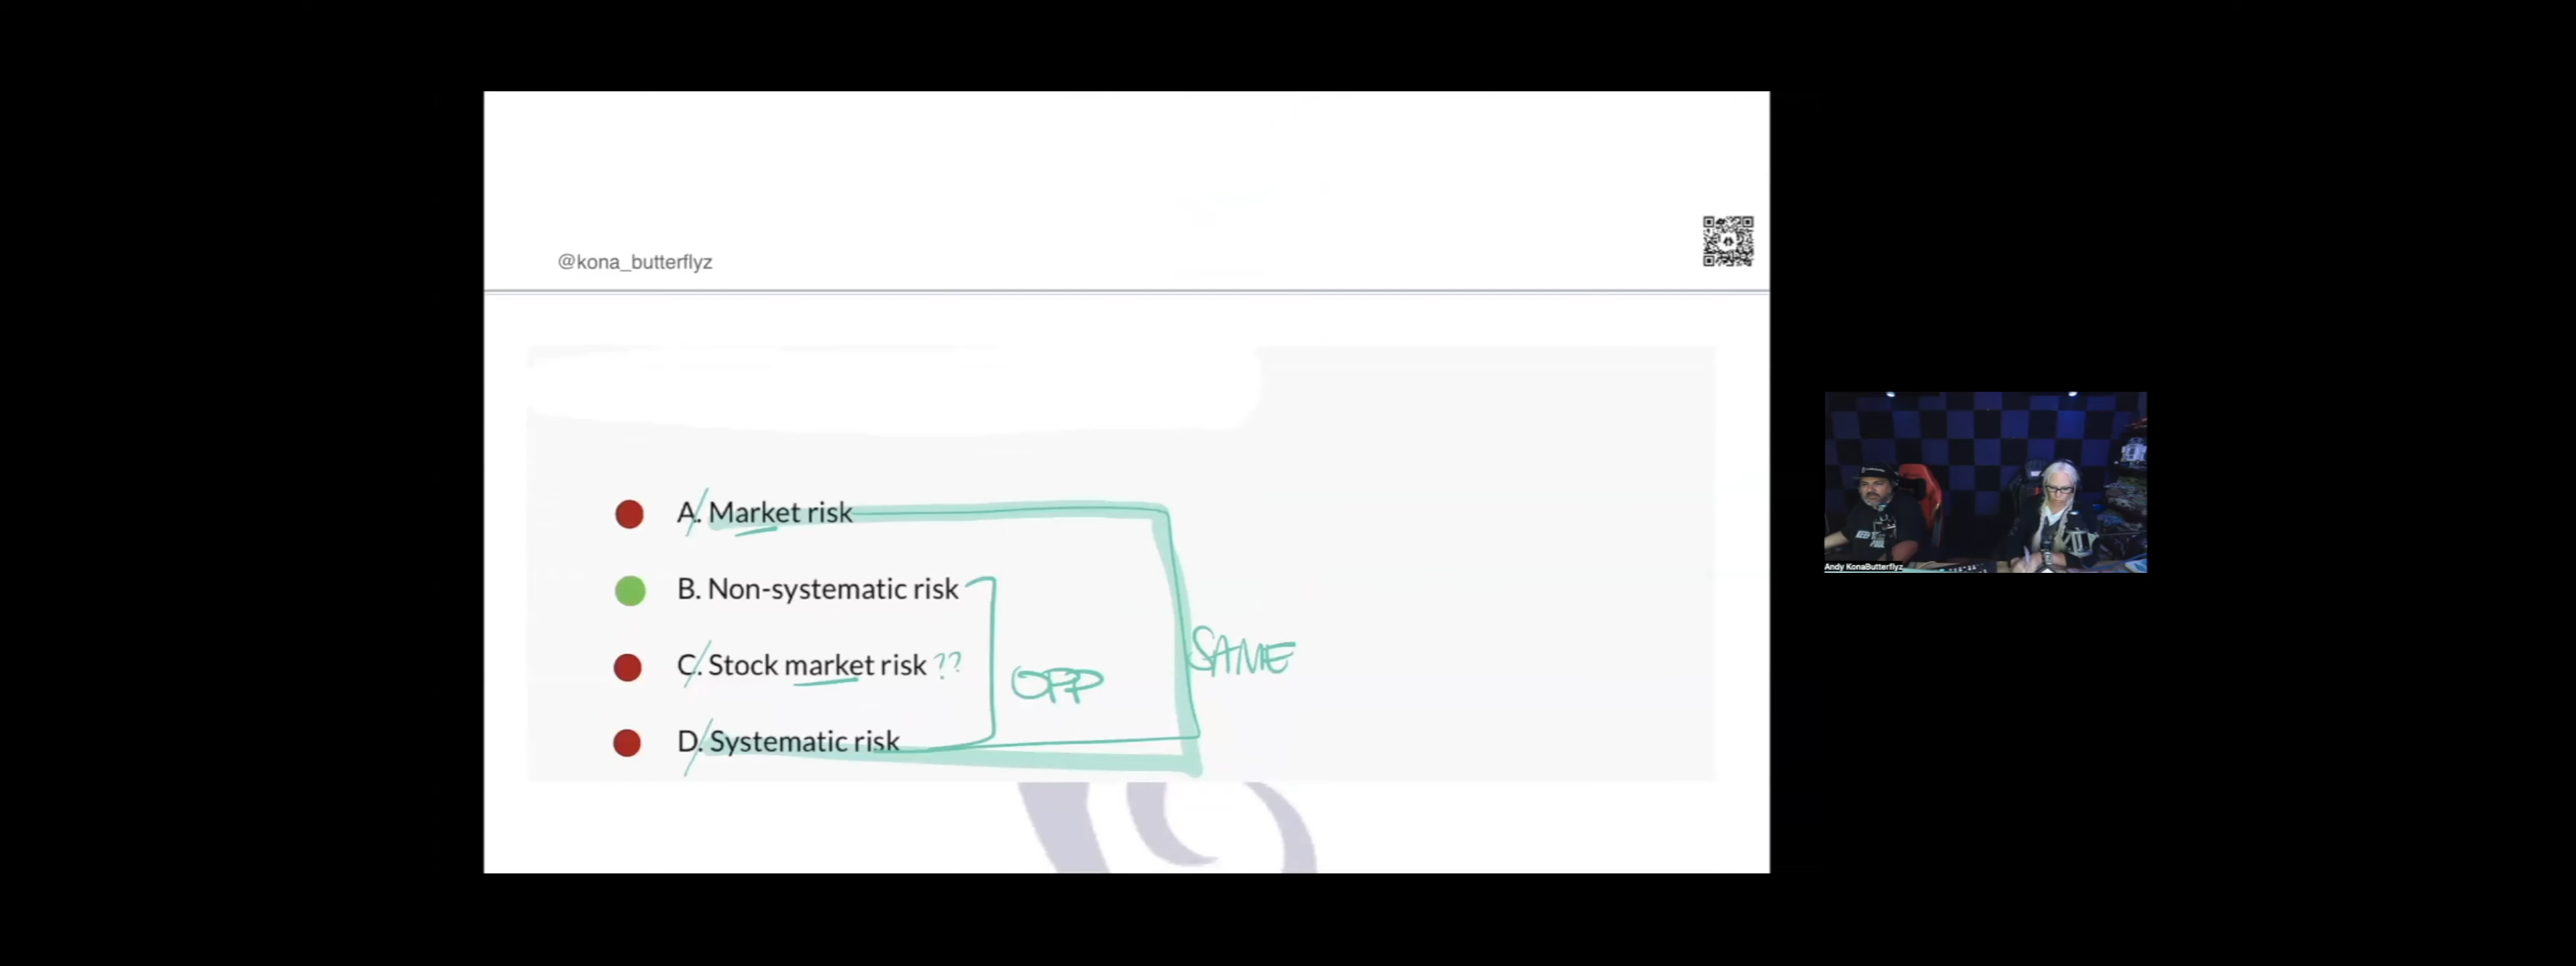 @kona_butterflyz
A. Market risk
B. Non-systematic risk
C. Stock market risk ??
SAME
OPP
D. Systematic risk
Andy KonaButterflyz